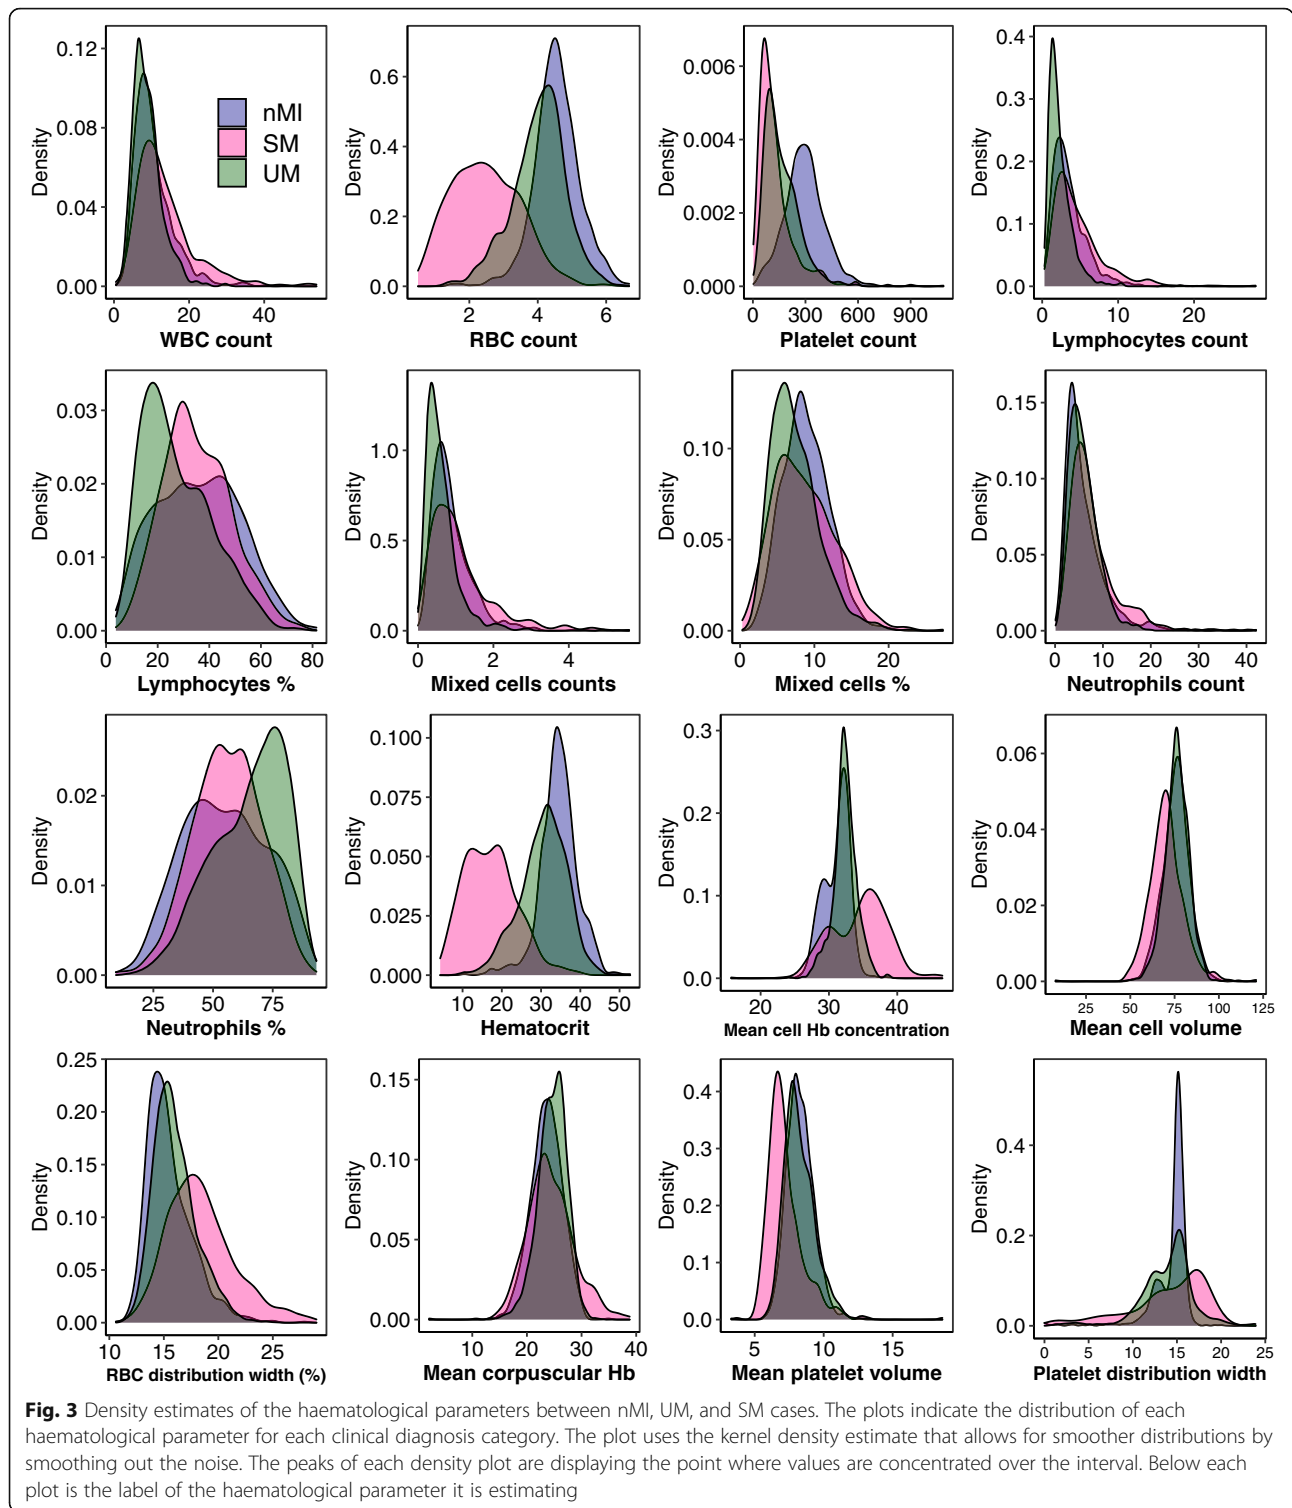 0.12
0.08
0.04
0.00
Density
0 20 40
WBC count
nMI
SM
UM
0.6
0.4
0.2
0.0
Density
2 4 6
RBC count
0.006
0.004
0.002
0.000
Density
0 300 600 900
Platelet count
0.4
0.3
0.2
0.1
0.0
Density
0 10 20
Lymphocytes count
0.03
0.02
0.01
0.00
Density
0 20 40 60 80
Lymphocytes %
1.0
0.5
0.0
Density
0 2 4
Mixed cells counts
0.10
0.05
0.00
Density
0 10 20
Mixed cells %
0.15
0.10
0.05
0.00
Density
0 10 20 30 40
Neutrophils count
0.02
0.01
0.00
Density
25 50 75
Neutrophils %
0.100
0.075
0.050
0.025
0.000
Density
10 20 30 40 50
Hematocrit
0.3
0.2
0.1
0.0
Density
20 30 40
Mean cell Hb concentration
0.06
0.04
0.02
0.00
Density
25 50 75 100 125
Mean cell volume
0.25
0.20
0.15
0.10
0.05
0.00
Density
10 15 20 25
RBC distribution width (%)
0.15
0.10
0.05
0.00
Density
10 20 30 40
Mean corpuscular Hb
0.4
0.3
0.2
0.1
0.0
Density
5 10 15
Mean platelet volume
0.4
0.2
0.0
Density
0 5 10 15 20 25
Platelet distribution width
Fig. 3 Density estimates of the haematological parameters between nMI, UM, and SM cases. The plots indicate the distribution of each
haematological parameter for each clinical diagnosis category. The plot uses the kernel density estimate that allows for smoother distributions by
smoothing out the noise. The peaks of each density plot are displaying the point where values are concentrated over the interval. Below each
plot is the label of the haematological parameter it is estimating